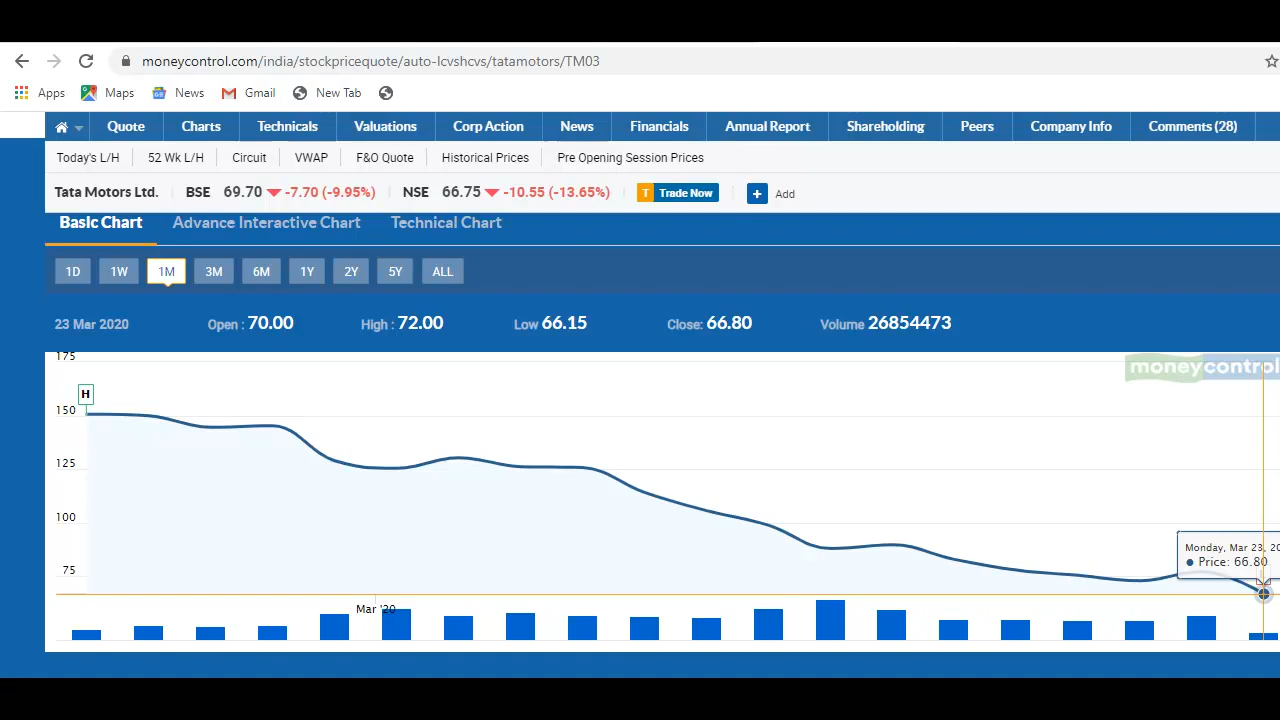 moneycontrol.com/india/stockpricequote/auto-lcvshcvs/tatamotors/TM03
Apps Maps News Gmail New Tab
Quote Charts Technicals Valuations Corp Action News Financials Annual Report Shareholding Peers Company Info Comments (28)
Today's L/H 52 Wk L/H Circuit VWAP F&O Quote Historical Prices Pre Opening Session Prices
Tata Motors Ltd. BSE 69.70 -7.70 (-9.95%) NSE 66.75 -10.55 (-13.65%) T Trade Now + Add
Basic Chart Advance Interactive Chart Technical Chart
1D 1W 1M 3M 6M 1Y 2Y 5Y ALL
23 Mar 2020 Open : 70.00 High : 72.00 Low 66.15 Close: 66.80 Volume 26854473
175
moneycontrol
H
150
125
100
Monday, Mar 23, 20
Price: 66.80
75
Mar '20